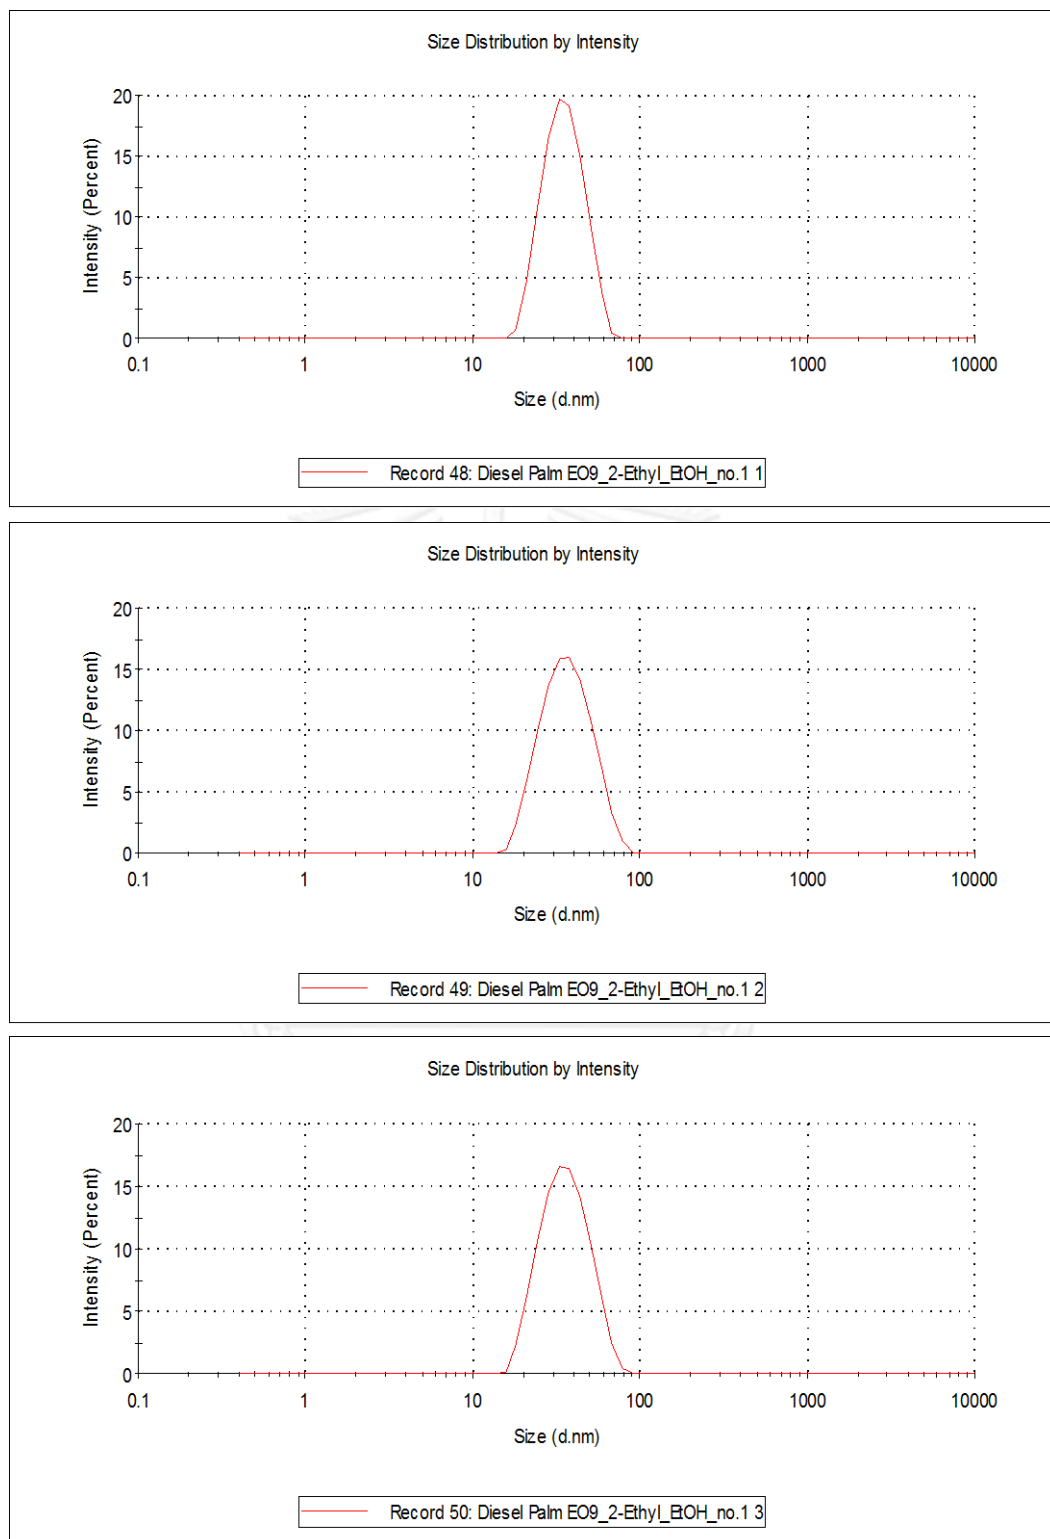 Size Distribution by Intensity
20
15
10
5
0
Intensity (Percent)
0.1 1 10 100 1000 10000
Size (d.nm)
Record 48: Diesel Palm EO9_2-Ethyl_EtOH_no.1 1
Size Distribution by Intensity
20
15
10
5
0
Intensity (Percent)
0.1 1 10 100 1000 10000
Size (d.nm)
Record 49: Diesel Palm EO9_2-Ethyl_EtOH_no.1 2
Size Distribution by Intensity
20
15
10
5
0
Intensity (Percent)
0.1 1 10 100 1000 10000
Size (d.nm)
Record 50: Diesel Palm EO9_2-Ethyl_EtOH_no.1 3